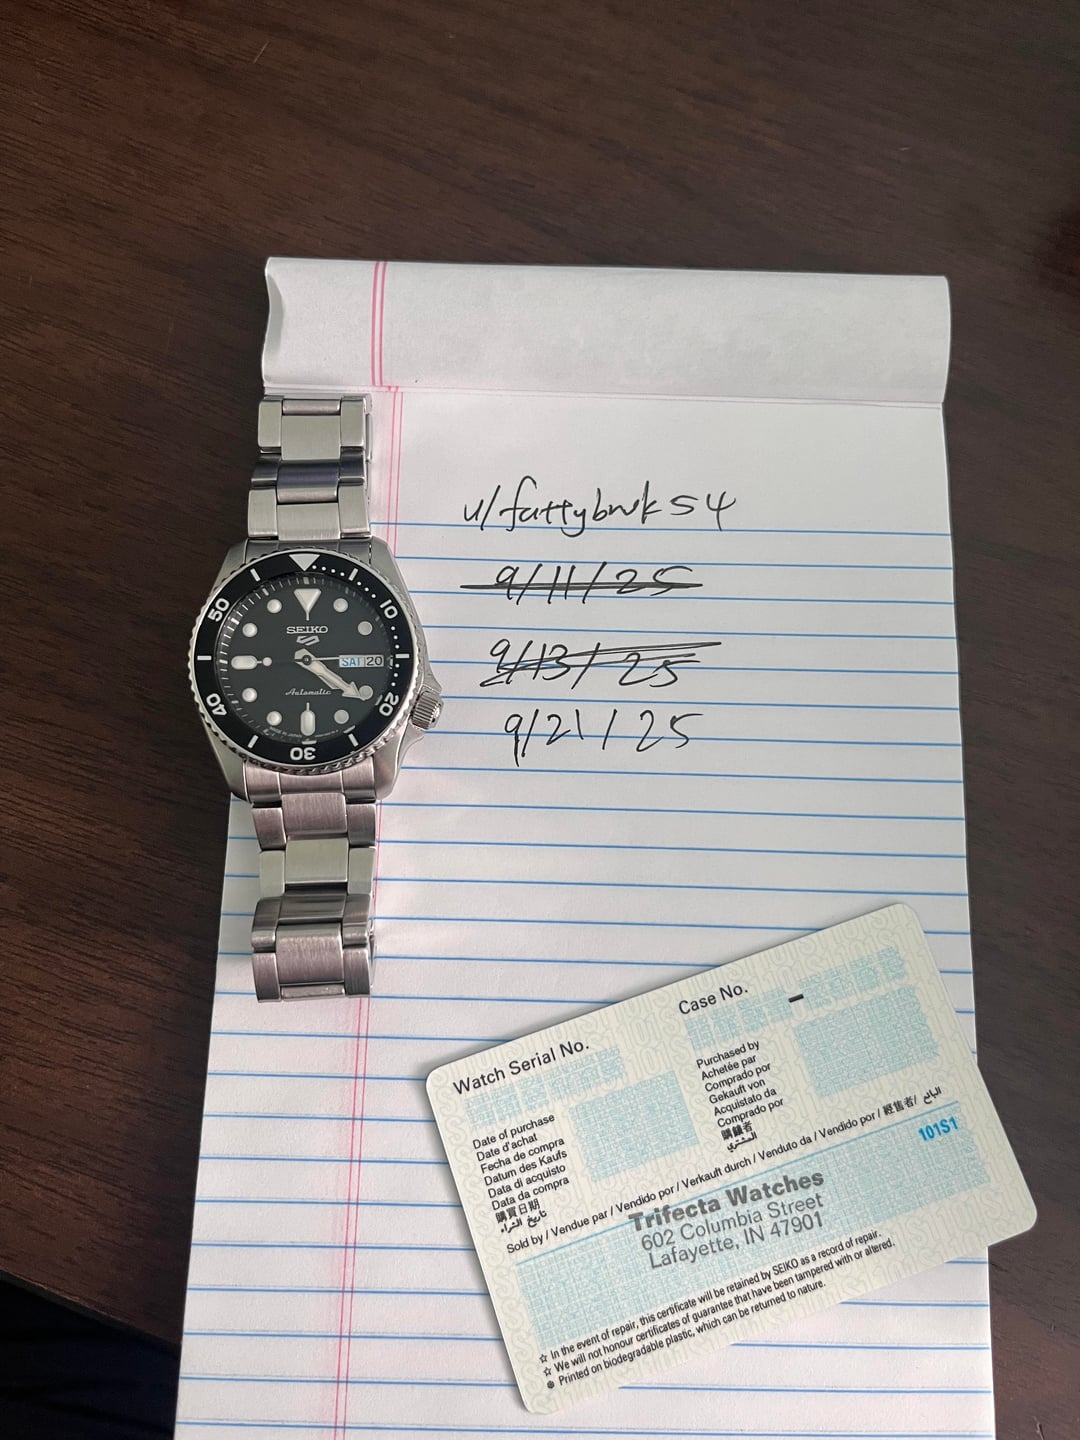 u/fattybwk54
9/11/25
9/13/25
9/21/25
50
10
40
20
30
SEIKO
5
SAT 20
Automatic
Watch Serial No.
Case No.
Date of purchase
Date d'achat
Fecha de compra
Datum des Kaufs
Data di acquisto
Data da compra
購買日期
تاريخ الشراء
Purchased by
Achetée par
Comprado por
Gekauft von
Acquistato da
Comprado por
購錶者
المشتري
Sold by / Vendue par / Vendido por / Verkauft durch / Venduto da / Vendido por / 經售者 / البائع
101S1
Trifecta Watches
602 Columbia Street
Lafayette, IN 47901
☆ In the event of repair, this certificate will be retained by SEIKO as a record of repair.
☆ We will not honour certificates of guarantee that have been tampered with or altered.
Printed on biodegradable plastic, which can be returned to nature.